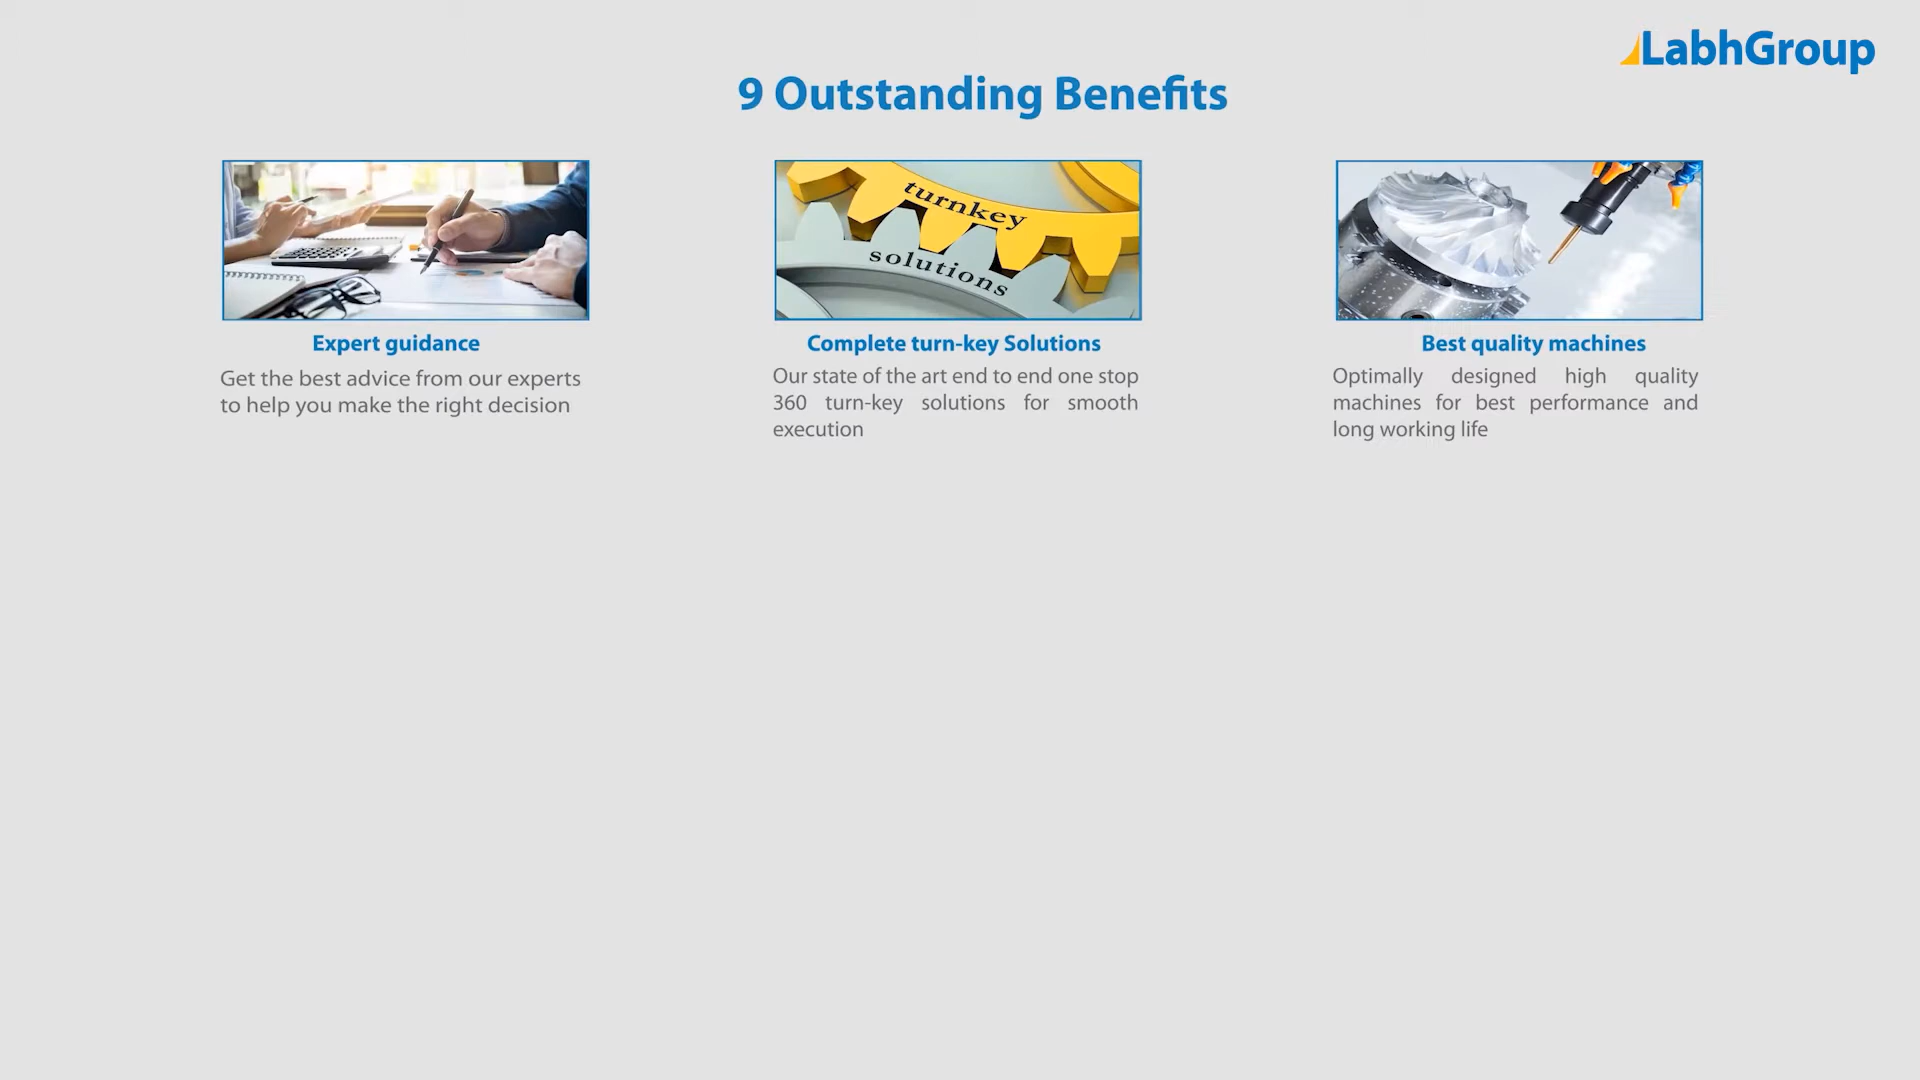 LabhGroup
9 Outstanding Benefits
turnkey
solutions
Expert guidance
Get the best advice from our experts
to help you make the right decision
Complete turn-key Solutions
Our state of the art end to end one stop
360 turn-key solutions for smooth
execution
Best quality machines
Optimally designed high quality
machines for best performance and
long working life